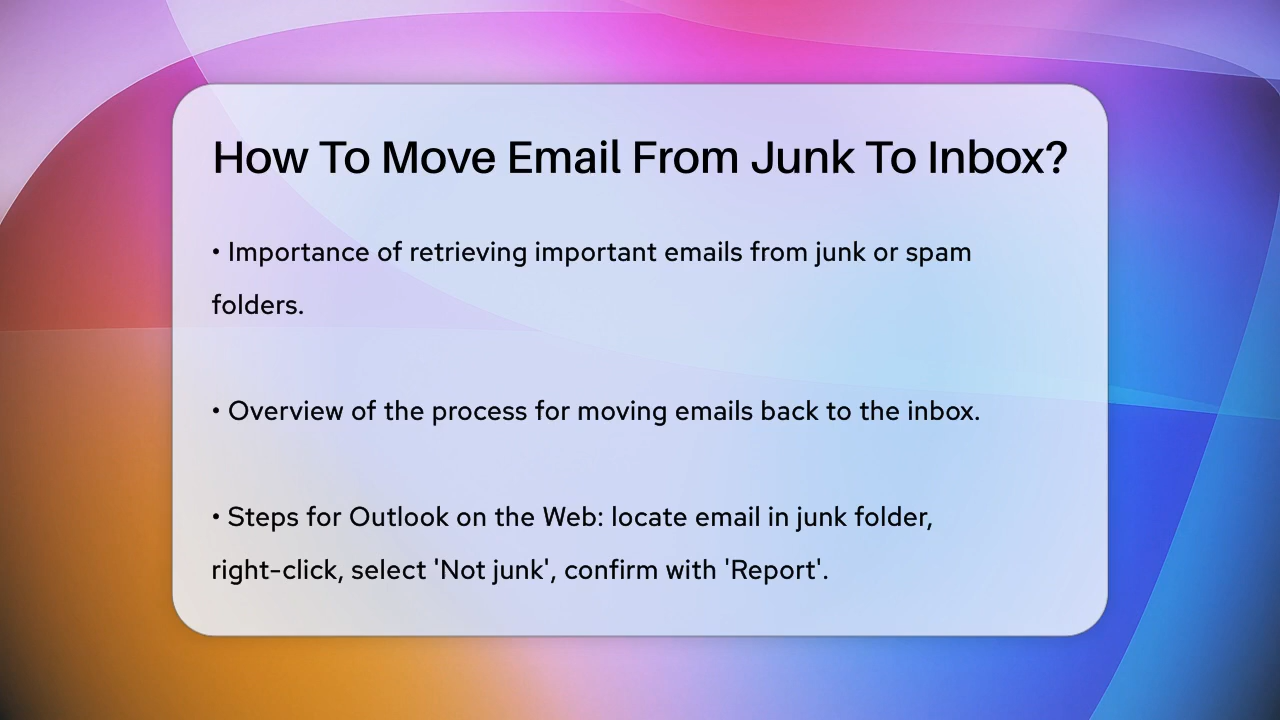 How To Move Email From Junk To Inbox?
• Importance of retrieving important emails from junk or spam
folders.
• Overview of the process for moving emails back to the inbox.
• Steps for Outlook on the Web: locate email in junk folder,
right-click, select 'Not junk', confirm with 'Report'.